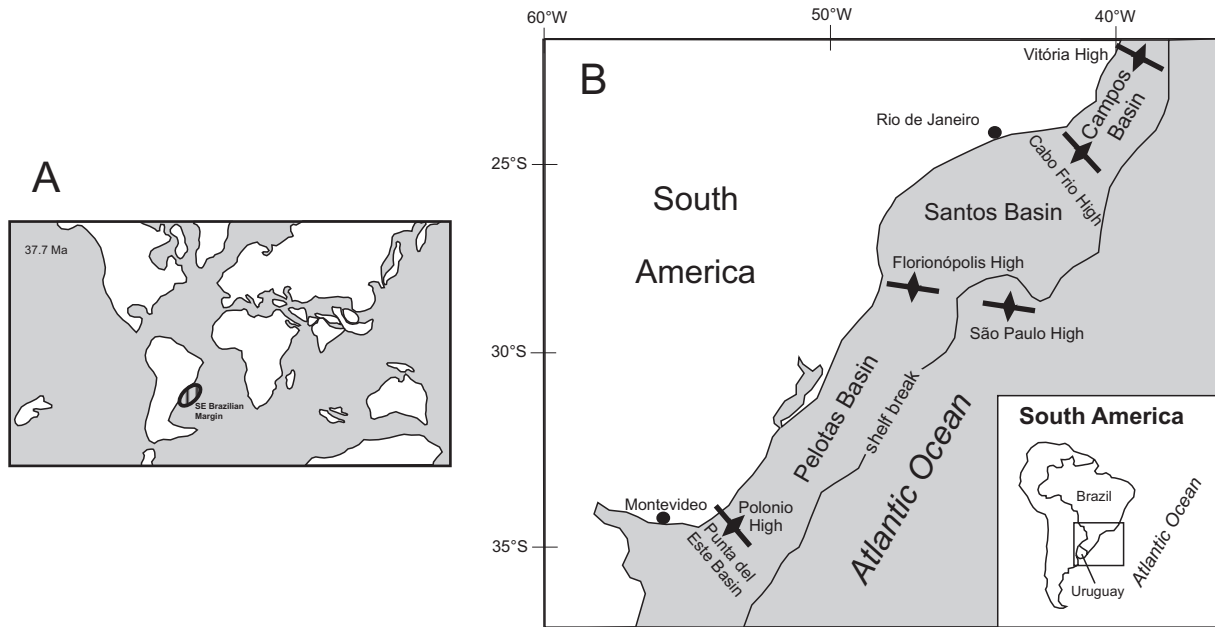 A
37.7 Ma
SE Brazilian
Margin
60°W
50°W
40°W
B
Vitória High
Campos
Basin
Rio de Janeiro
Cabo Frio High
25°S
South
America
Santos Basin
Florionópolis High
São Paulo High
30°S
Pelotas Basin
shelf break
Atlantic Ocean
Montevideo
Polonio
High
Punta del
Este Basin
35°S
South America
Brazil
Atlantic Ocean
Uruguay